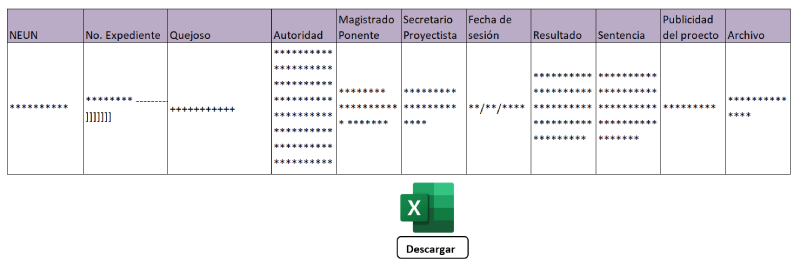 NEUN No. Expediente Quejoso Autoridad Magistrado Ponente Secretario Proyectista Fecha de sesión Resultado Sentencia Publicidad del proecto Archivo
********** ******** --------- ]]]]]]] +++++++++++ ********** ********** ********** ********** ********** ********** ********** ********** ******** ********** * ******* ********* ********* **** **/**/**** ********** ********** ********** ********** ********* ********** ********** ********** ********** ******* ********* ********** ****
X
Descargar